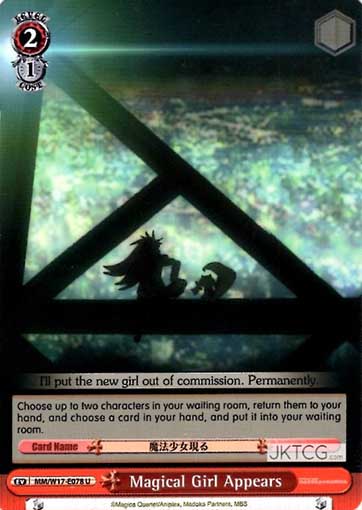 LEVEL
2
1
COST
I'll put the new girl out of commission. Permanently.
Choose up to two characters in your waiting room, return them to your
hand, and choose a card in your hand, and put it into your waiting
room.
Card Name 魔法少女現る
JKTCG.com
EV MM/W17-E078 U Magical Girl Appears
©Magica Quartet/Aniplex, Madoka Partners, MBS